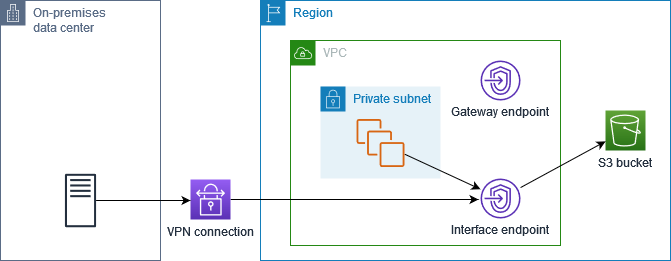 On-premises
data center
Region
VPC
Private subnet
Gateway endpoint
S3 bucket
VPN connection
Interface endpoint